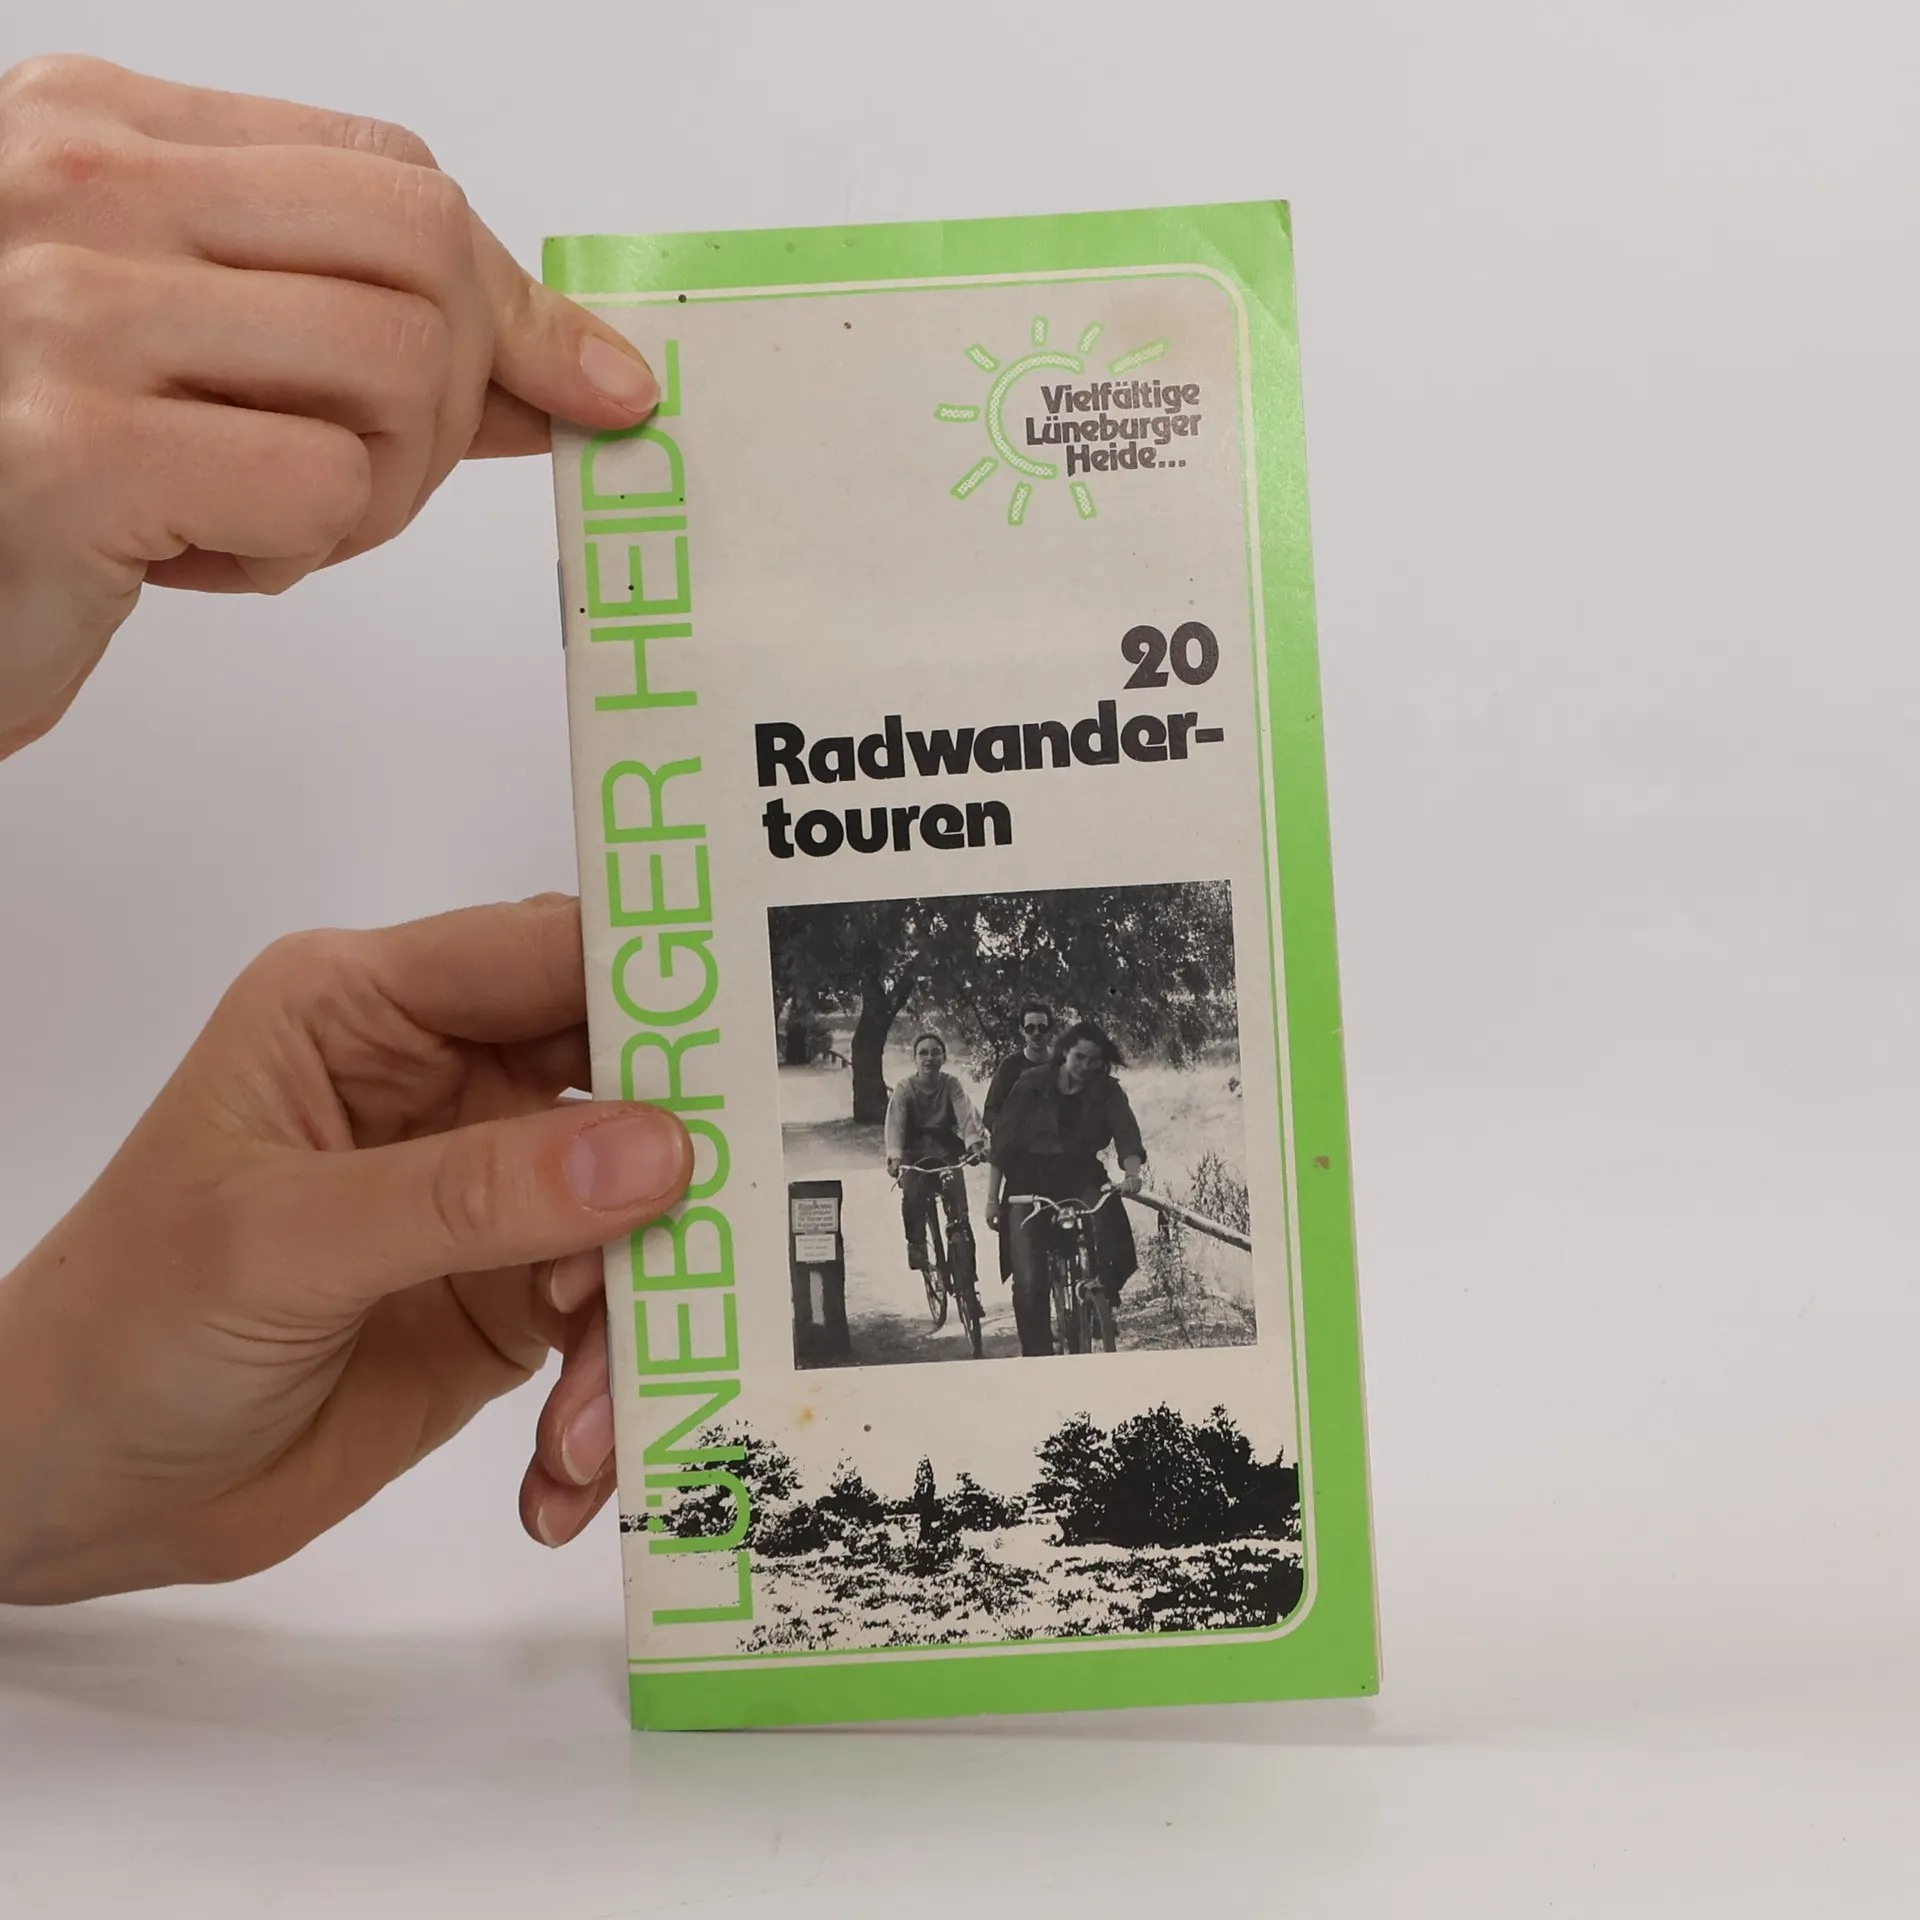 LÜNEBURGER HEIDE
Vielfältige
Lüneburger
Heide...
20
Radwander-
touren